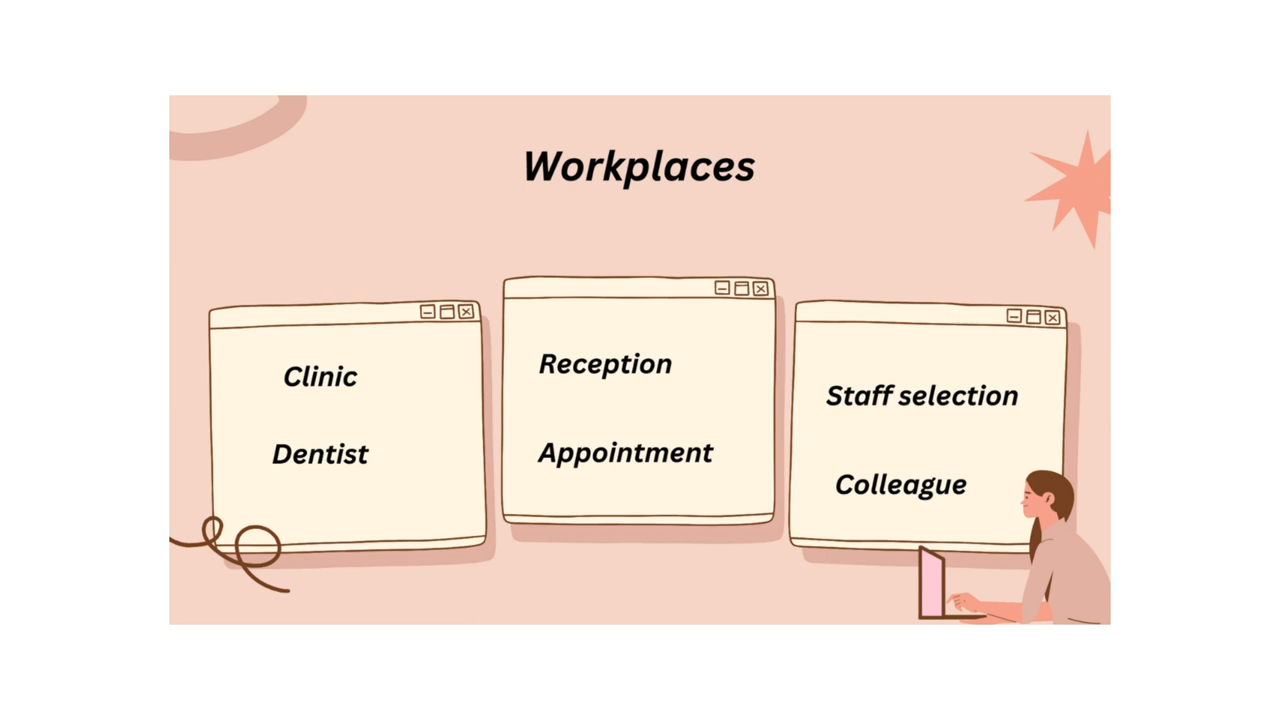 Workplaces
Clinic
Dentist
Reception
Appointment
Staff selection
Colleague